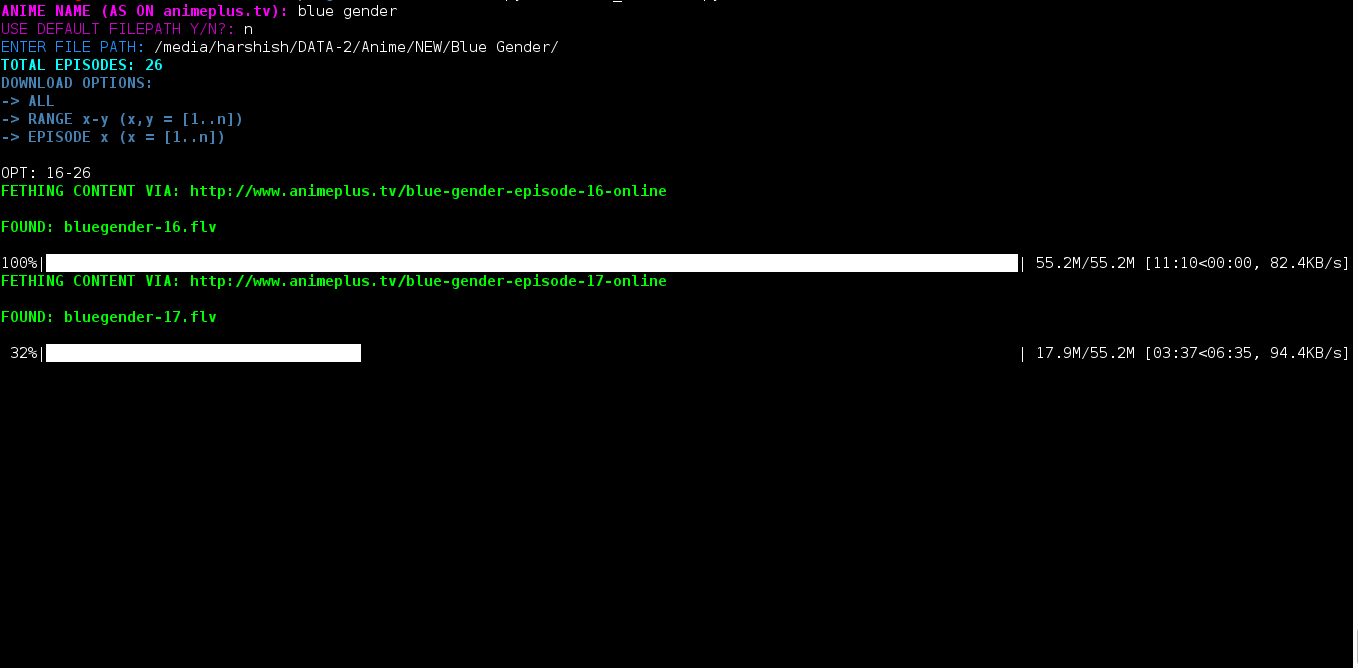 ANIME NAME (AS ON animeplus.tv): blue gender
USE DEFAULT FILEPATH Y/N?: n
ENTER FILE PATH: /media/harshish/DATA-2/Anime/NEW/Blue Gender/
TOTAL EPISODES: 26
DOWNLOAD OPTIONS:
-> ALL
-> RANGE x-y (x,y = [1..n])
-> EPISODE x (x = [1..n])
OPT: 16-26
FETHING CONTENT VIA: http://www.animeplus.tv/blue-gender-episode-16-online
FOUND: bluegender-16.flv
100%| | 55.2M/55.2M [11:10<00:00, 82.4KB/s]
FETHING CONTENT VIA: http://www.animeplus.tv/blue-gender-episode-17-online
FOUND: bluegender-17.flv
32%| | 17.9M/55.2M [03:37<06:35, 94.4KB/s]